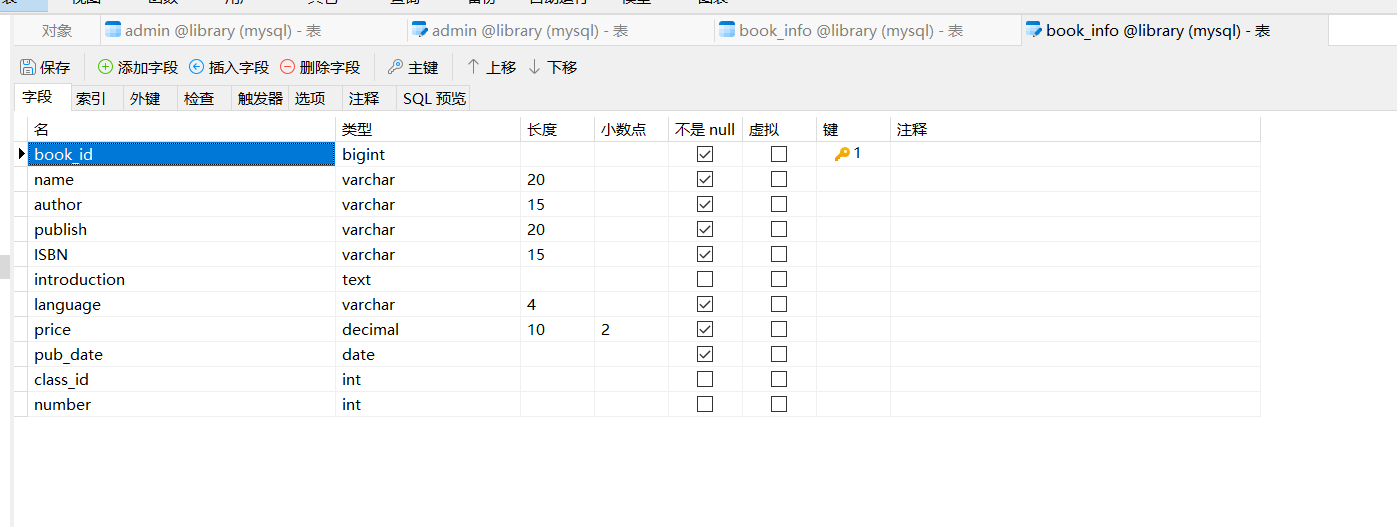 对象 admin @library (mysql) - 表 admin @library (mysql) - 表 book_info @library (mysql) - 表 book_info @library (mysql) - 表
保存 添加字段 插入字段 删除字段 主键 上移 下移
字段 索引 外键 检查 触发器 选项 注释 SQL 预览
名 类型 长度 小数点 不是 null 虚拟 键 注释
book_id bigint 1
name varchar 20
author varchar 15
publish varchar 20
ISBN varchar 15
introduction text
language varchar 4
price decimal 10 2
pub_date date
class_id int
number int